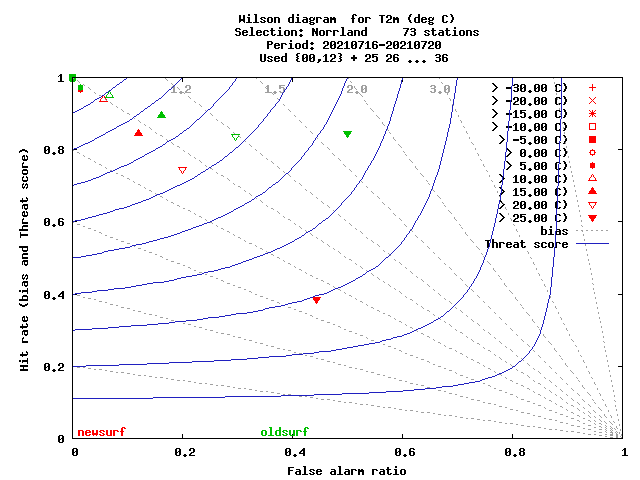 Wilson diagram for T2m (deg C)
Selection: Norrland 73 stations
Period: 20210716-20210720
Used {00,12} + 25 26 ... 36
1
0.8
0.6
0.4
0.2
0
Hit rate (bias and Threat score)
1.2
1.5
2.0
3.0
> -30.00 C)
> -20.00 C)
> -15.00 C)
> -10.00 C)
> -5.00 C)
> 0.00 C)
> 5.00 C)
> 10.00 C)
> 15.00 C)
> 20.00 C)
> 25.00 C)
bias
Threat score
newsurf
oldsurf
0
0.2
0.4
0.6
0.8
1
False alarm ratio